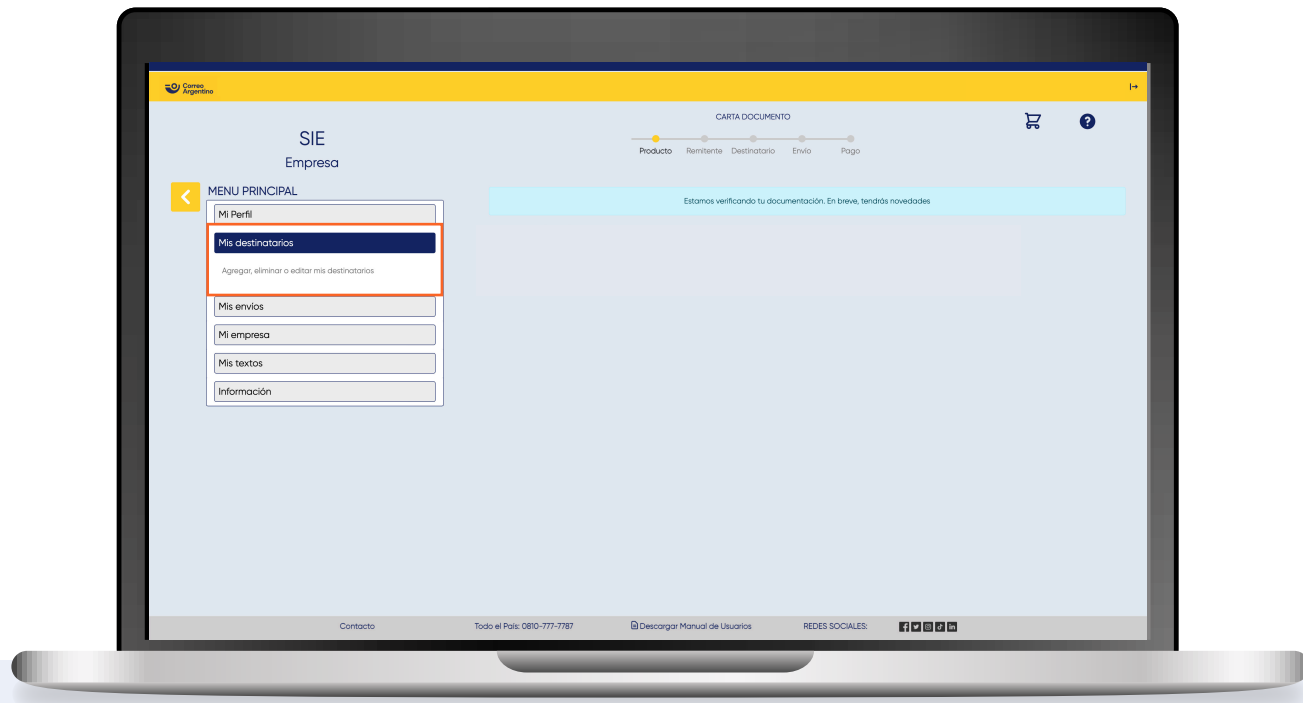 Correo
Argentino
SIE
Empresa
CARTA DOCUMENTO
Producto Remitente Destinatario Envío Pago
MENU PRINCIPAL
Mi Perfil
Mis destinatarios
Agregar, eliminar o editar mis destinatarios
Mis envíos
Mi empresa
Mis textos
Información
Estamos verificando tu documentación. En breve, tendrás novedades
Contacto
Todo el País: 0810-777-7787
Descargar Manual de Usuarios
REDES SOCIALES: